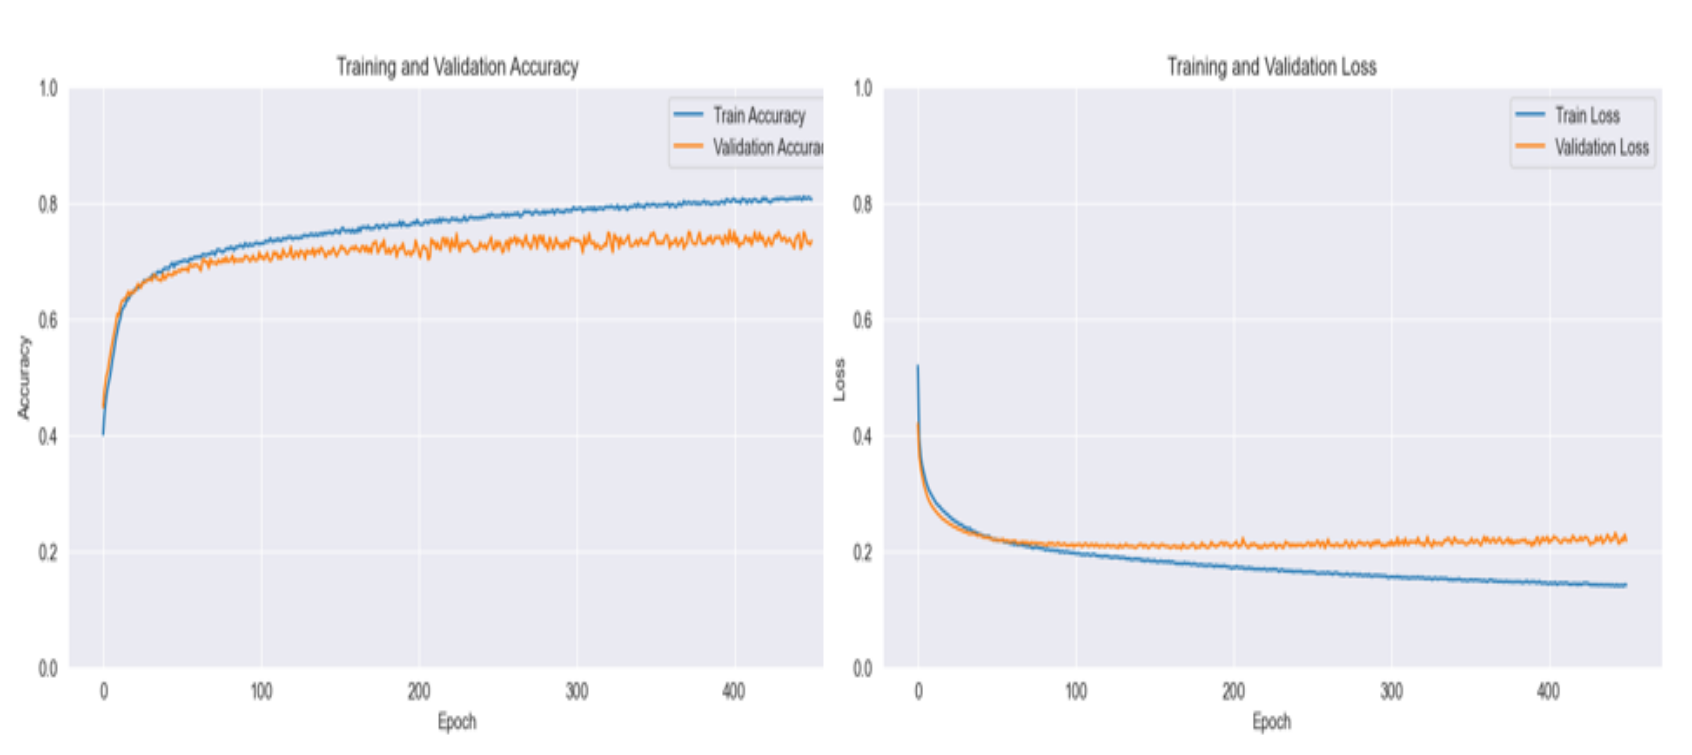 Training and Validation Accuracy
1.0
0.8
0.6
0.4
0.2
0.0
Accuracy
Train Accuracy
Validation Accurac
0 100 200 300 400
Epoch
Training and Validation Loss
1.0
0.8
0.6
0.4
0.2
0.0
Loss
Train Loss
Validation Loss
0 100 200 300 400
Epoch